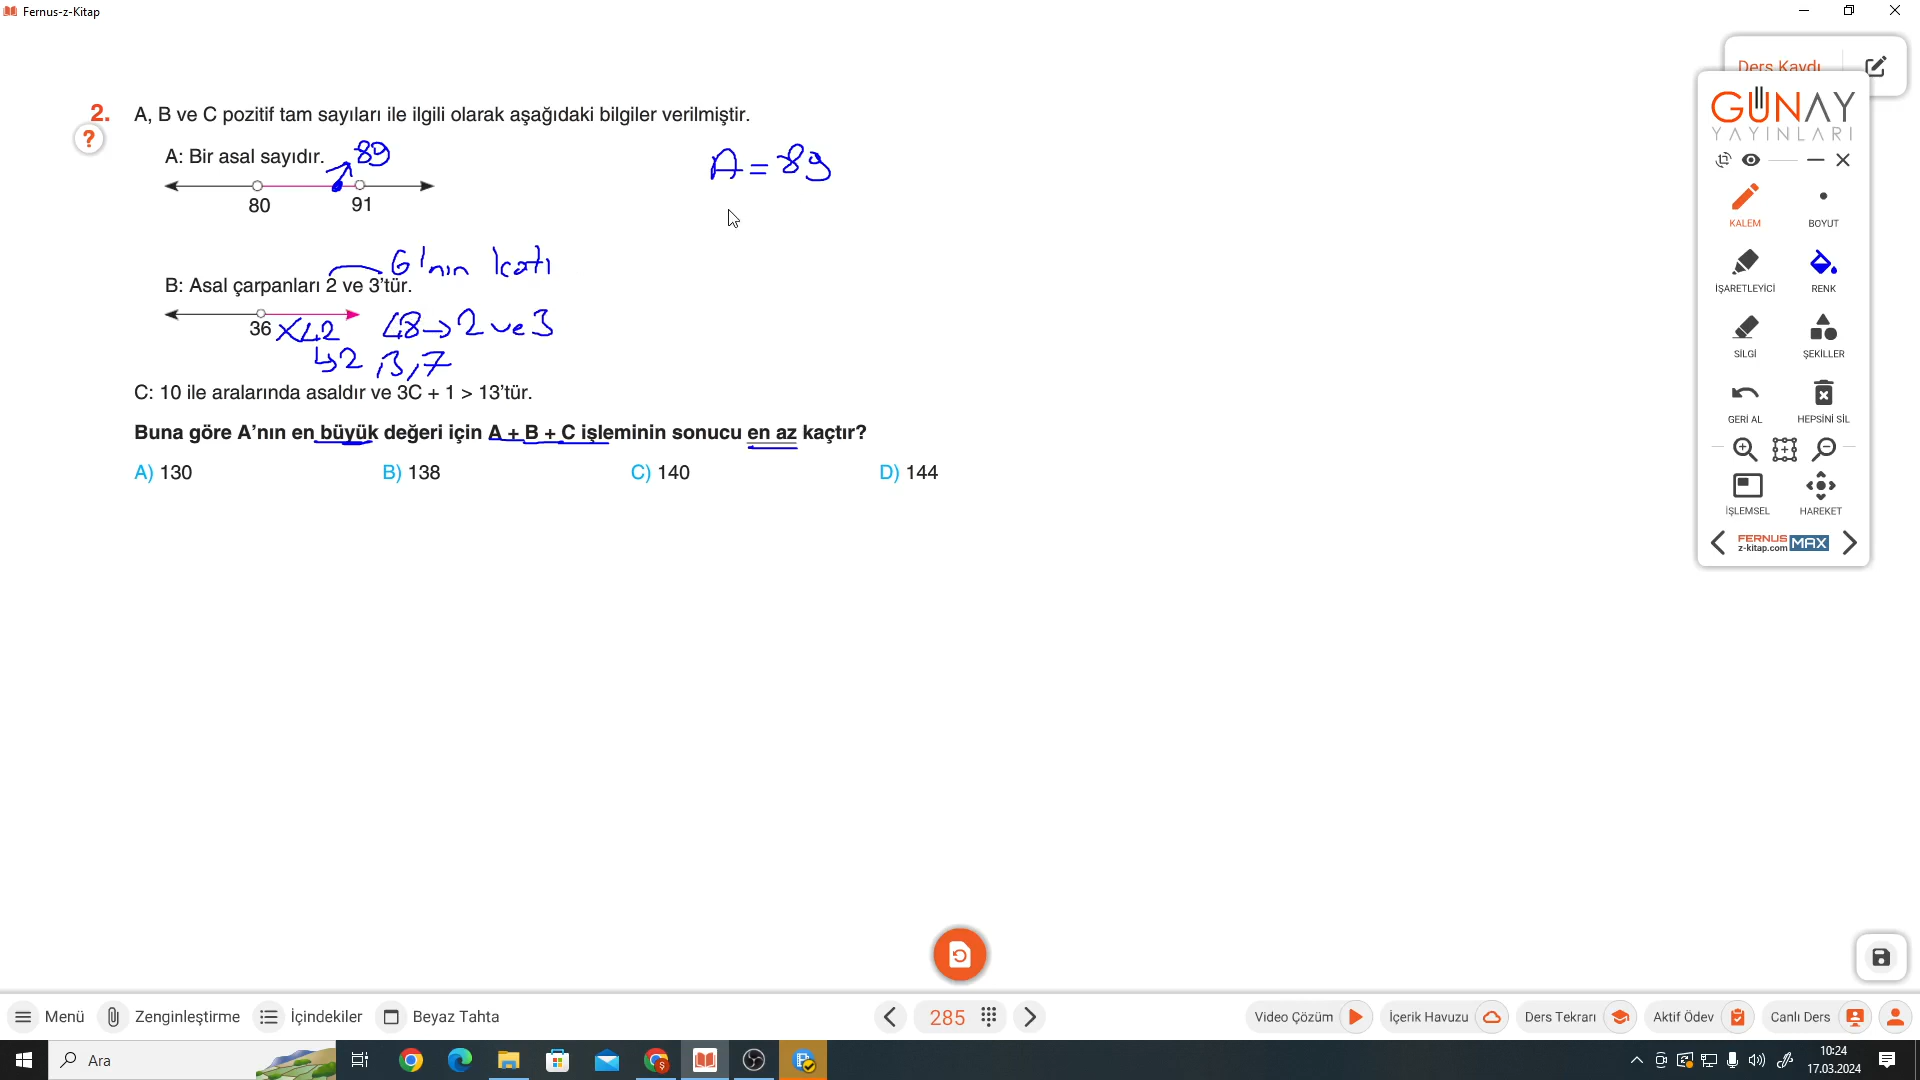 Fernus-z-Kitap
Ders Kaydı
2. A, B ve C pozitif tam sayıları ile ilgili olarak aşağıdaki bilgiler verilmiştir.
?
A: Bir asal sayıdır. 89
A = 89
80 91
6'nın katı
B: Asal çarpanları 2 ve 3'tür.
36 X42 48→2 ve 3
↳2,3,7
C: 10 ile aralarında asaldır ve 3C + 1 > 13'tür.
Buna göre A'nın en büyük değeri için A + B + C işleminin sonucu en az kaçtır?
A) 130 B) 138 C) 140 D) 144
GÜNAY
YAYINLARI
KALEM BOYUT
İŞARETLEYİCİ RENK
SİLGİ ŞEKİLLER
GERİ AL HEPSİNİ SİL
İŞLEMSEL HAREKET
FERNUS
z-kitap.com MAX
Menü Zenginleştirme İçindekiler Beyaz Tahta 285 Video Çözüm İçerik Havuzu Ders Tekrarı Aktif Ödev Canlı Ders
Ara
10:24
17.03.2024